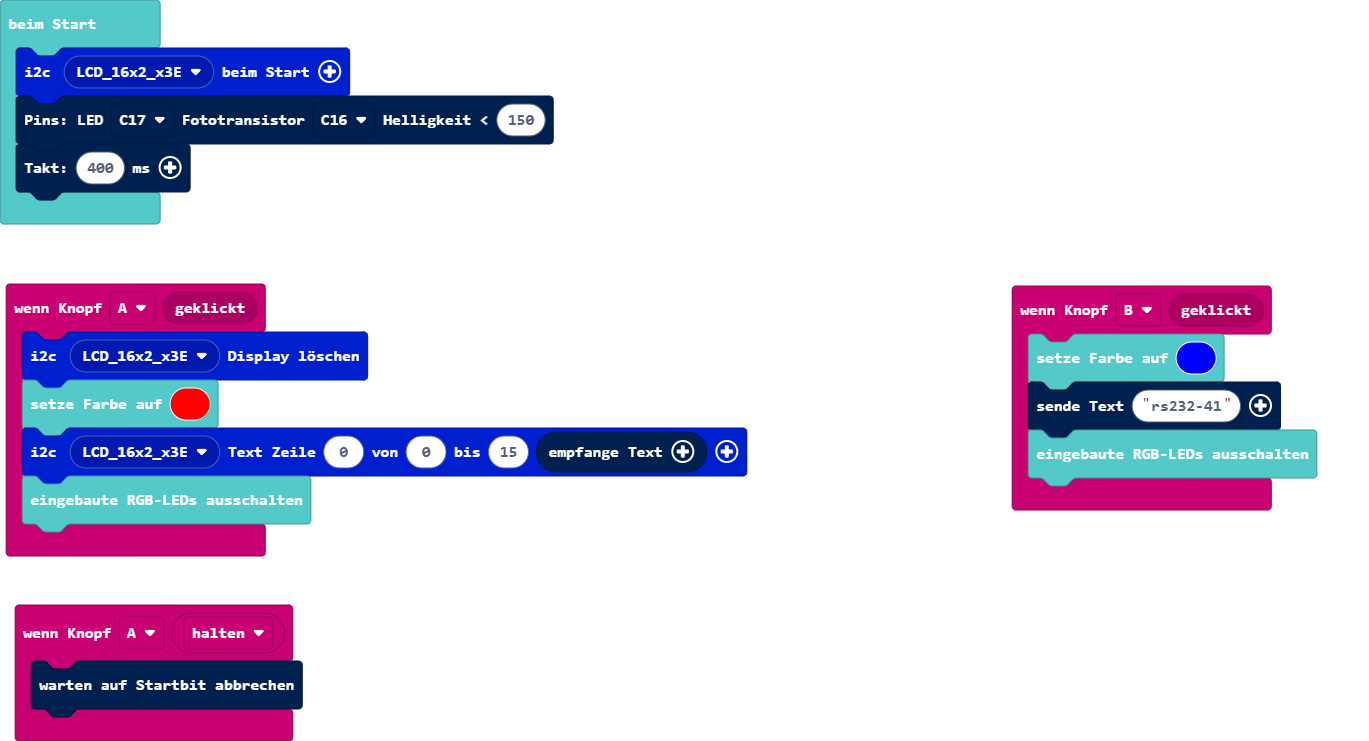 beim Start
i2c LCD_16x2_x3E beim Start
Pins: LED C17 Fototransistor C16 Helligkeit < 150
Takt: 400 ms
wenn Knopf A geklickt
i2c LCD_16x2_x3E Display löschen
setze Farbe auf
i2c LCD_16x2_x3E Text Zeile 0 von 0 bis 15 empfange Text
eingebaute RGB-LEDs ausschalten
wenn Knopf B geklickt
setze Farbe auf
sende Text "rs232-41"
eingebaute RGB-LEDs ausschalten
wenn Knopf A halten
warten auf Startbit abbrechen